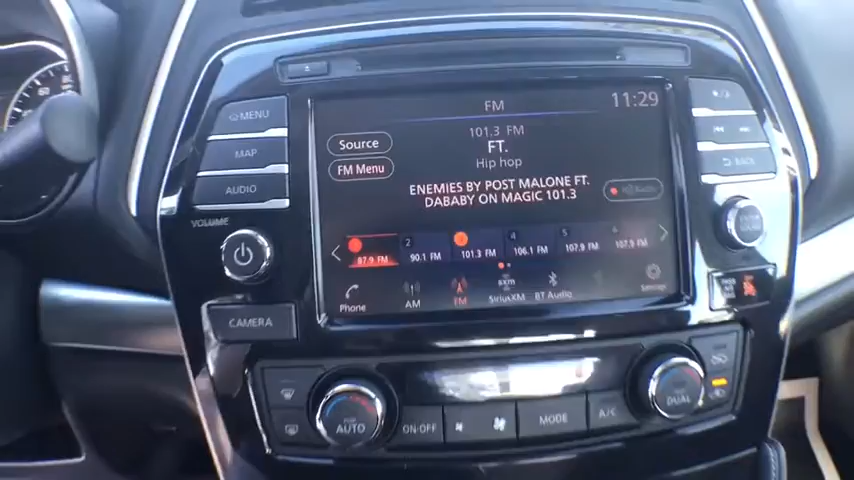 FM
11:29
MENU
101.3 FM
FT.
MAP
Source
HIP HOP
BACK
FM Menu
AUDIO
ENEMIES BY POST MALONE FT.
DABABY ON MAGIC 101.3
VOLUME
2
4
5
87.9 FM
90.1 FM
101.3 FM
106.1 FM
107.9 FM
107.9 FM
Phone
AM
FM
SiriusXM
BT Audio
Settings
CAMERA
AUTO
ON·OFF
MODE
A/C
DUAL